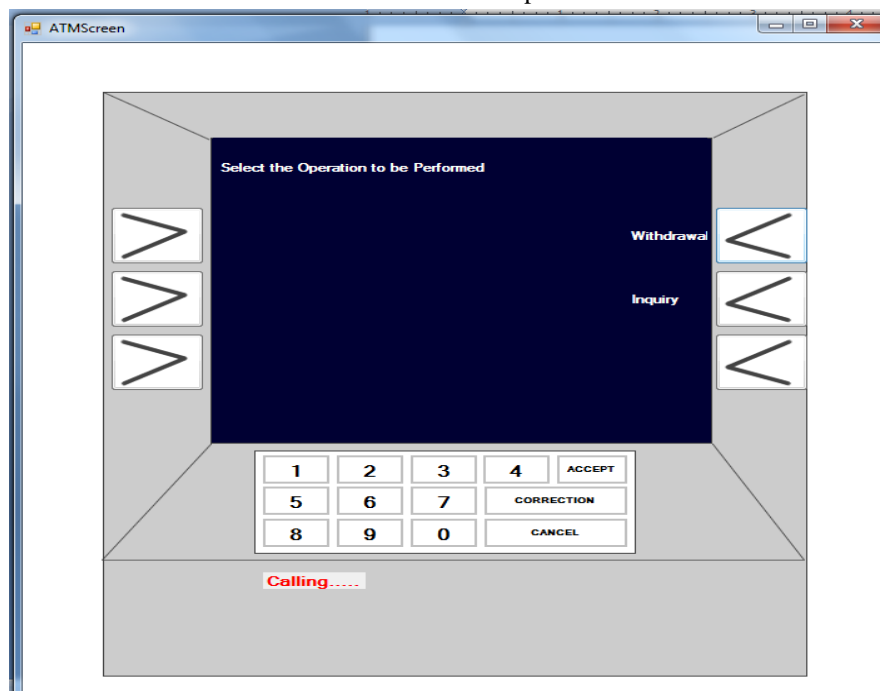 ATMScreen
Select the Operation to be Performed
Withdrawal
Inquiry
1 2 3 4 ACCEPT
5 6 7 CORRECTION
8 9 0 CANCEL
Calling.....